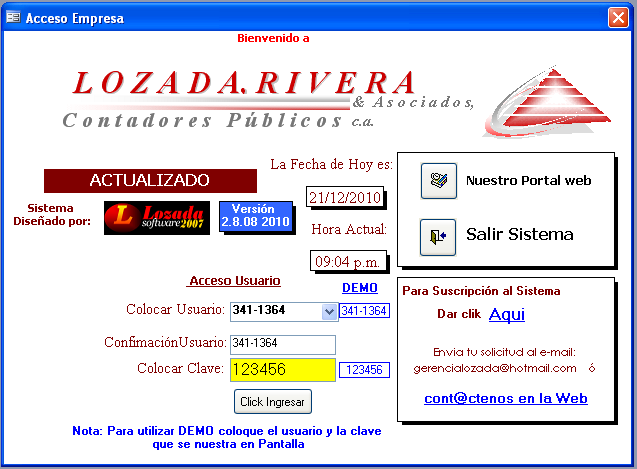 Acceso Empresa
Bienvenido a
LOZADA.RIVERA
& Asociados,
Contadores Públicos c.a.
La Fecha de Hoy es:
ACTUALIZADO
21/12/2010
Nuestro Portal web
Sistema
Diseñado por:
L Lozada
software2007
Versión
2.8.08 2010
Hora Actual:
Salir Sistema
09:04 p.m.
Acceso Usuario
DEMO
Colocar Usuario: 341-1364 341-1364
ConfimaciónUsuario: 341-1364
Colocar Clave: 123456 123456
Click Ingresar
Para Suscripción al Sistema
Dar clik Aqui
Envia tu solicitud al e-mail:
gerencialozada@hotmail.com ó
cont@ctenos en la Web
Nota: Para utilizar DEMO coloque el usuario y la clave
que se nuestra en Pantalla